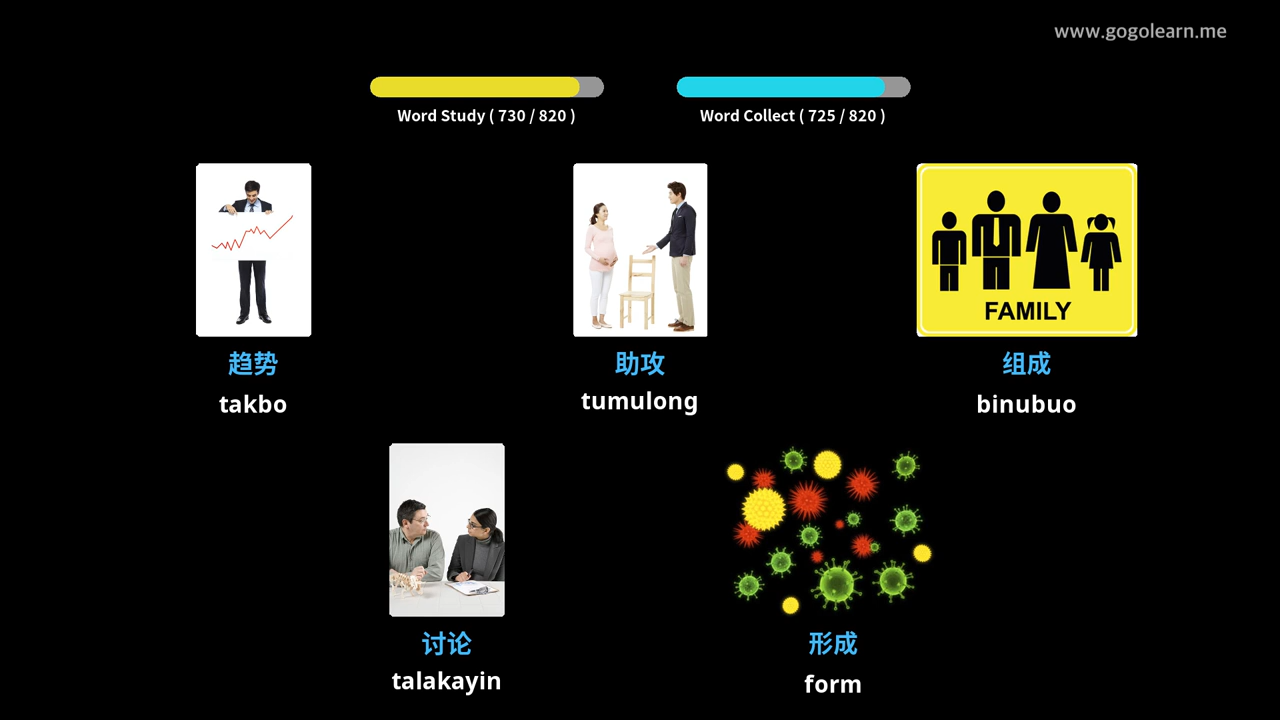 www.gogolearn.me
Word Study ( 730 / 820 )
Word Collect ( 725 / 820 )
FAMILY
趋势
助攻
组成
takbo
tumulong
binubuo
讨论
形成
talakayin
form